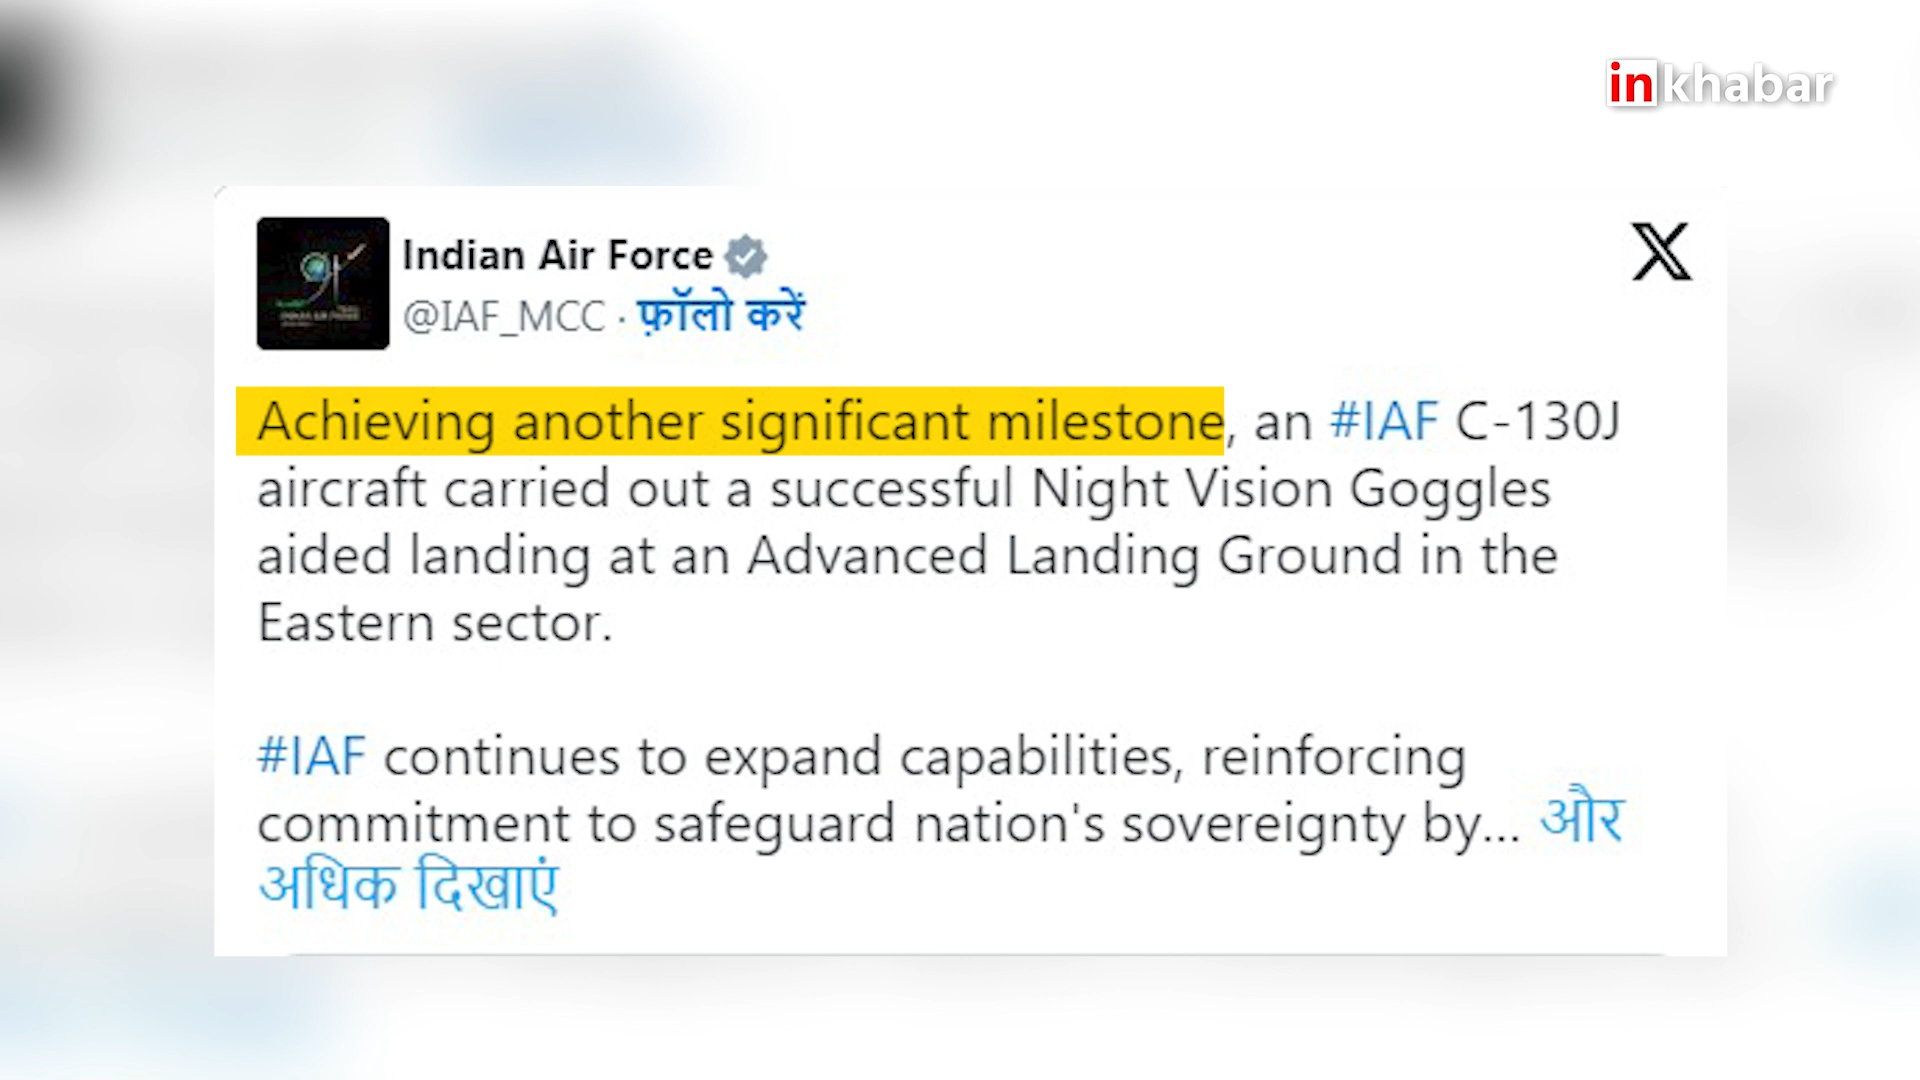 inkhabar
Indian Air Force
@IAF_MCC · फ़ॉलो करें
Achieving another significant milestone, an #IAF C-130J
aircraft carried out a successful Night Vision Goggles
aided landing at an Advanced Landing Ground in the
Eastern sector.
#IAF continues to expand capabilities, reinforcing
commitment to safeguard nation's sovereignty by... और
अधिक दिखाएं